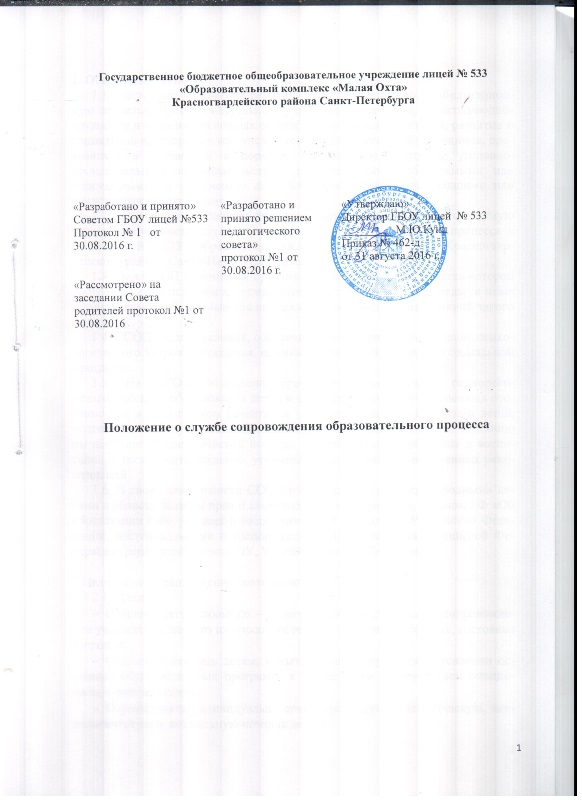 Государственное бюджетное общеобразовательное учреждение лицей № 533
«Образовательный комплекс «Малая Охта»
Красногвардейского района Санкт-Петербурга
«Разработано и принято»
Советом ГБОУ лицей №533
Протокол № 1 от
30.08.2016 г.
«Рассмотрено» на
заседании Совета
родителей протокол №1 от
30.08.2016
«Разработано и
принято решением
педагогического
совета»
протокол №1 от
30.08.2016 г.
«Утверждаю»
Директор ГБОУ лицей № 533
М.Ю.Кунц
Приказ № 462-д
от 31 августа 2016 г.
Положение о службе сопровождения образовательного процесса
1